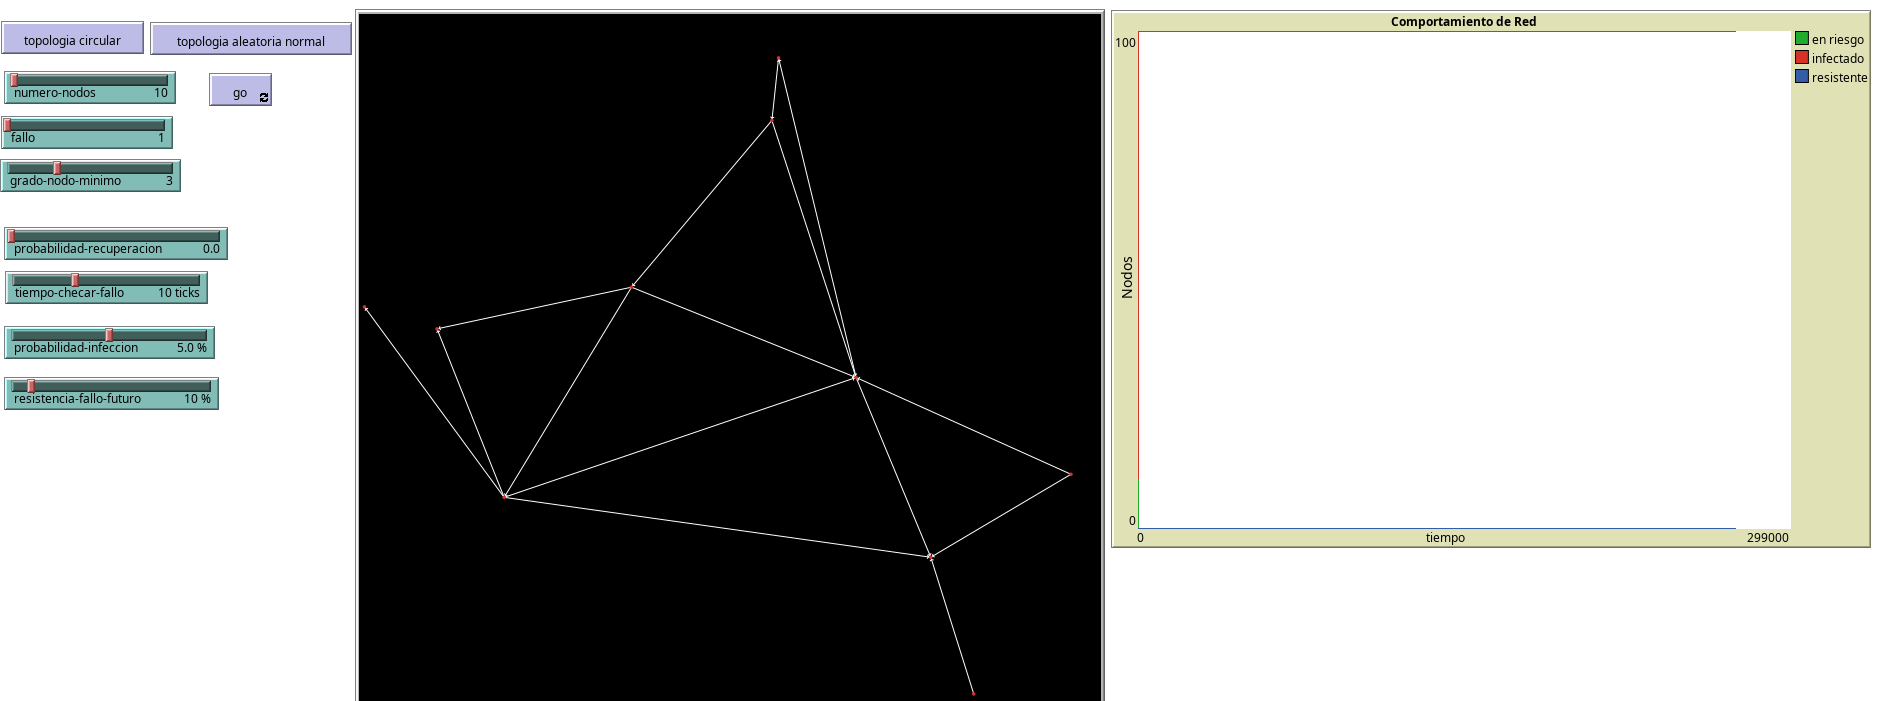 topologia circular
topologia aleatoria normal
numero-nodos 10
go
fallo 1
grado-nodo-minimo 3
probabilidad-recuperacion 0.0
tiempo-checar-fallo 10 ticks
probabilidad-infeccion 5.0 %
resistencia-fallo-futuro 10 %
Comportamiento de Red
100
Nodos
0
0
tiempo
299000
en riesgo
infectado
resistente